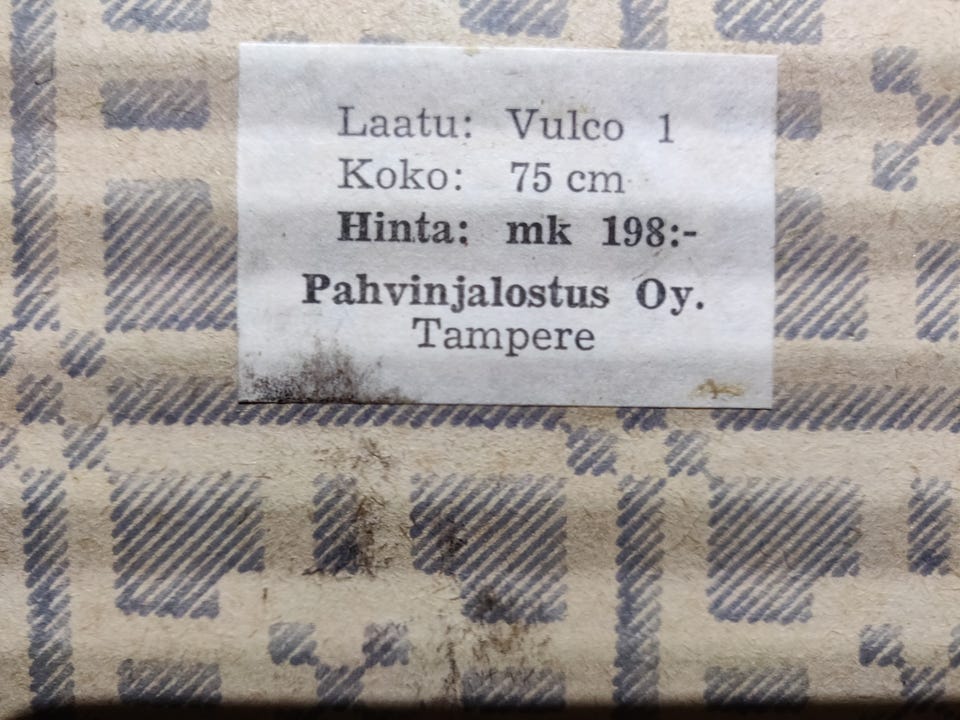 Laatu: Vulco 1
Koko: 75 cm
Hinta: mk 198:-
Pahvinjalostus Oy.
Tampere